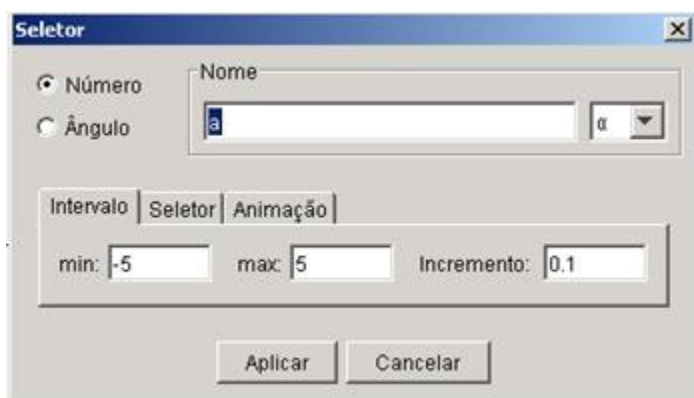 Seletor
Número
Ângulo
Nome
a
α
Intervalo Seletor Animação
min: -5 max: 5 Incremento: 0.1
Aplicar Cancelar